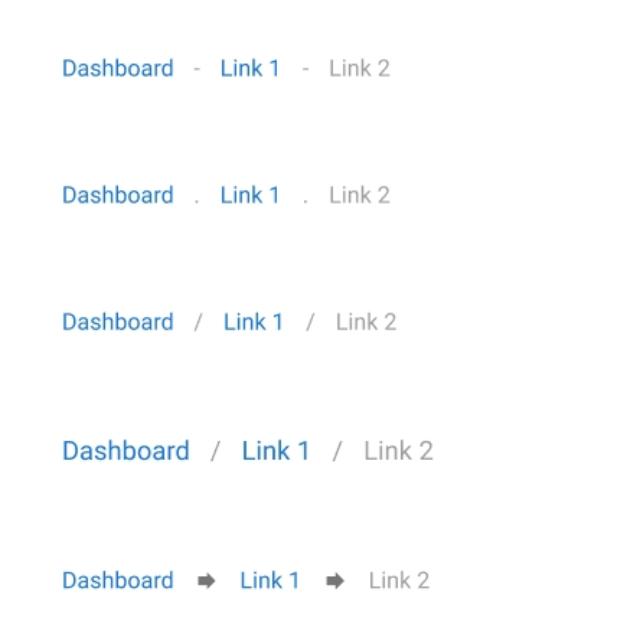 Dashboard - Link 1 - Link 2
Dashboard . Link 1 . Link 2
Dashboard / Link 1 / Link 2
Dashboard / Link 1 / Link 2
Dashboard ➡ Link 1 ➡ Link 2